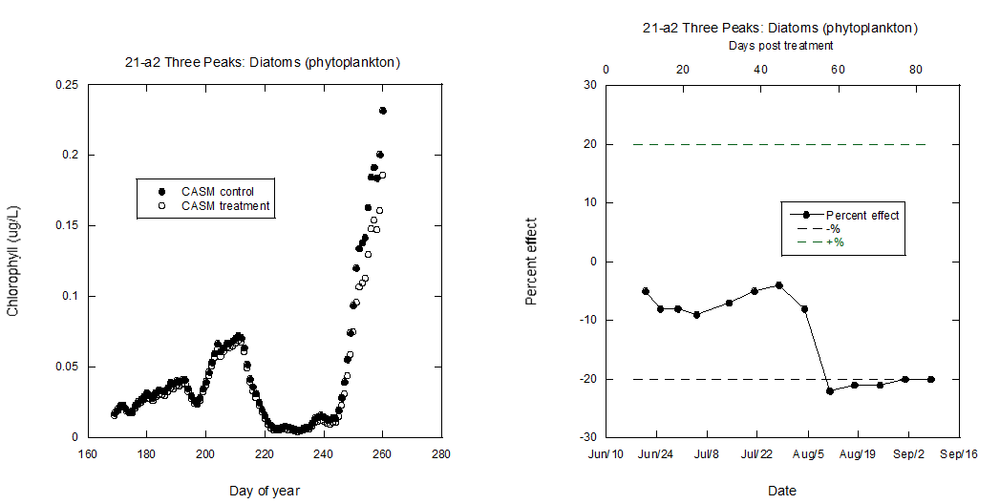 21-a2 Three Peaks: Diatoms (phytoplankton)
0.25
0.2
0.15
0.1
0.05
0
CASM control
CASM treatment
Chlorophyll (ug/L)
160 180 200 220 240 260 280
Day of year
21-a2 Three Peaks: Diatoms (phytoplankton)
Days post treatment
0 20 40 60 80
30
20
10
0
-10
-20
-30
Percent effect
-%
+%
Percent effect
Jun/10 Jun/24 Jul/8 Jul/22 Aug/5 Aug/19 Sep/2 Sep/16
Date